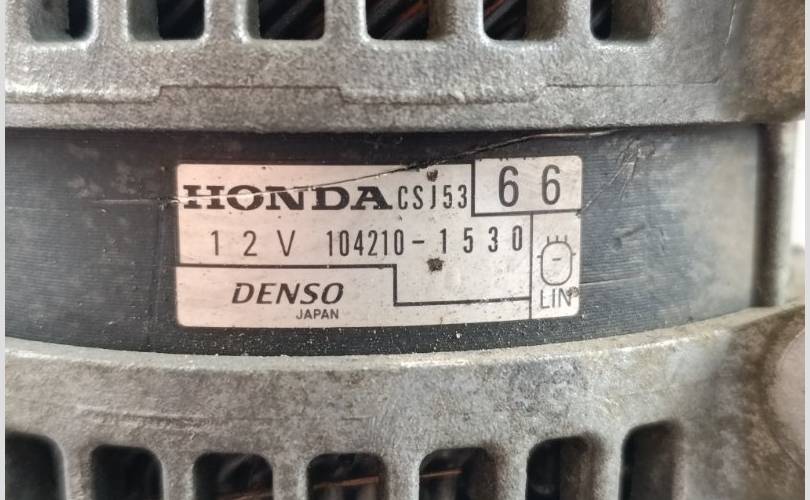 HONDA CSJ53 66
12V 104210-1530
DENSO
JAPAN
LIN